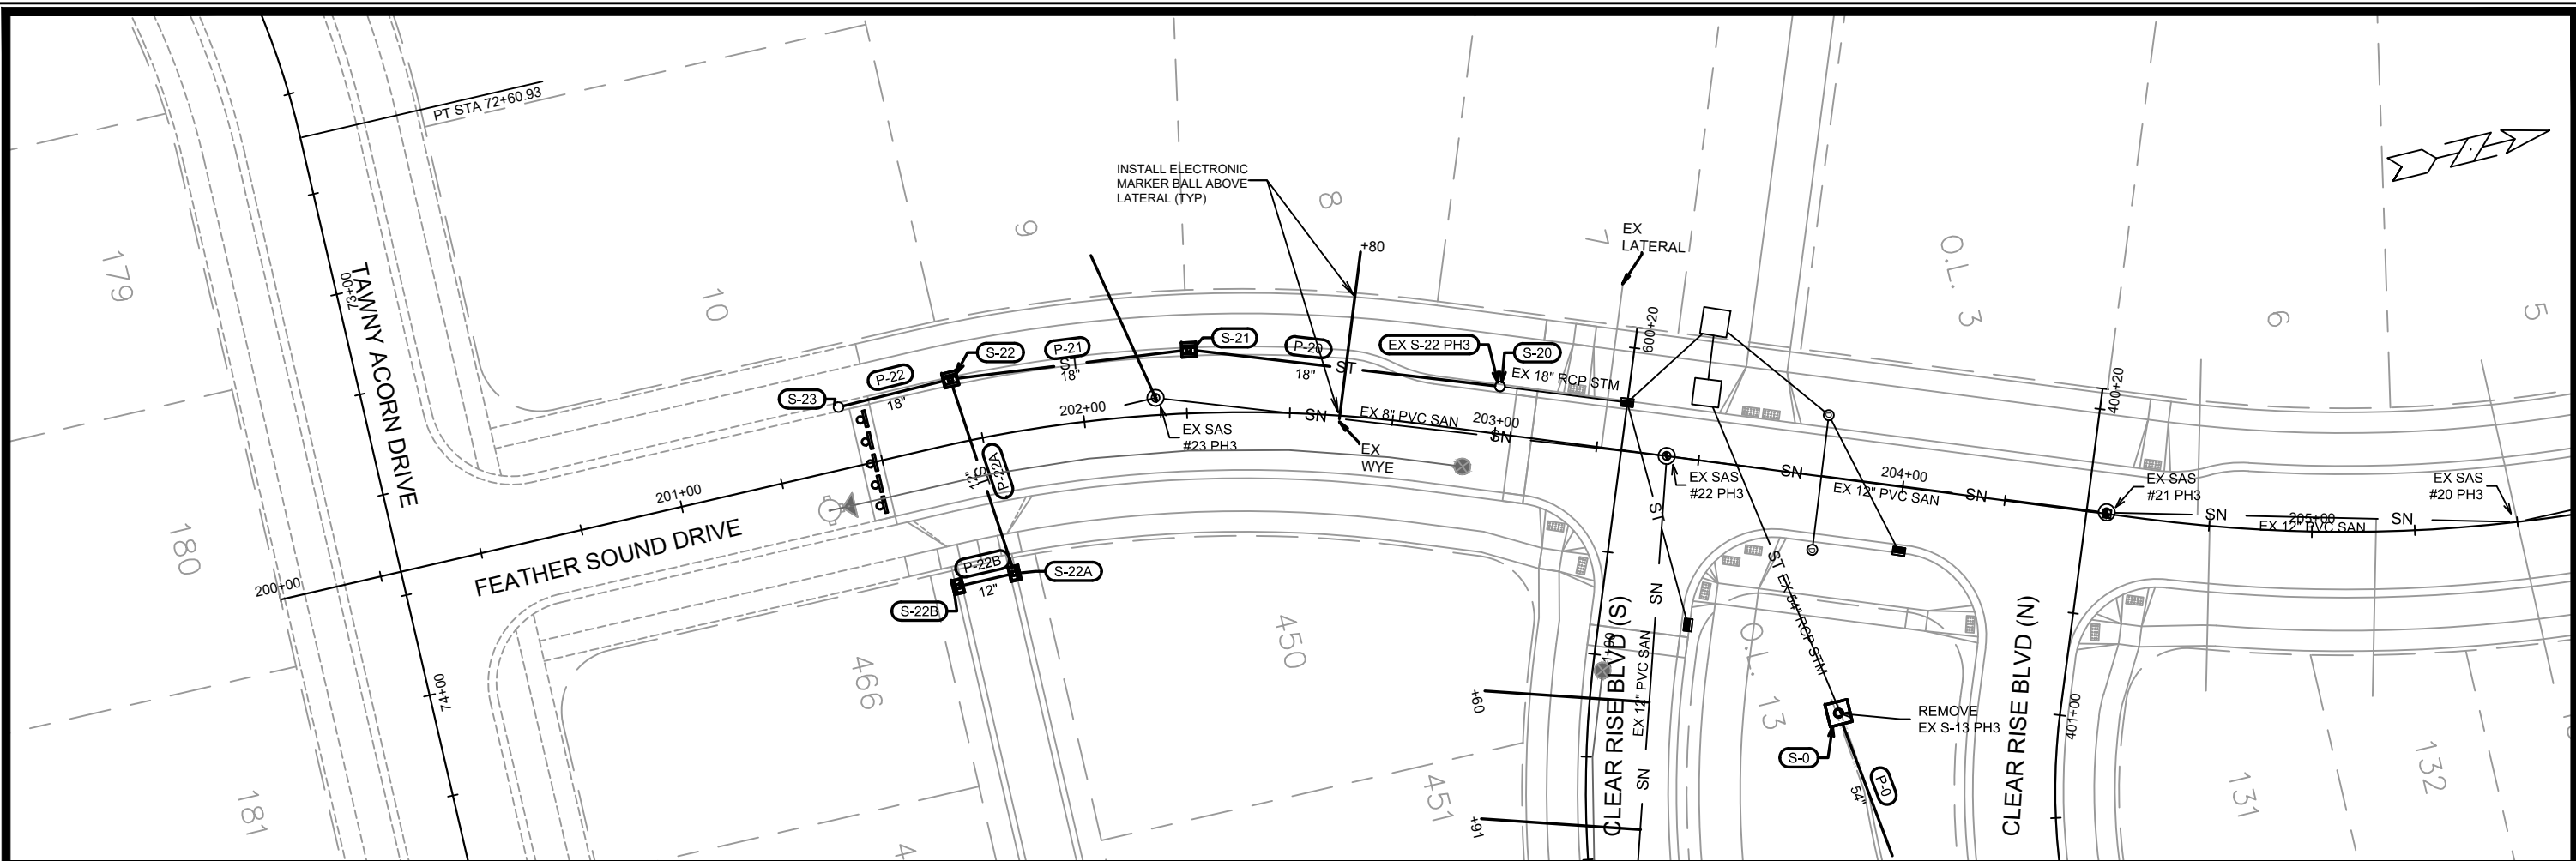 PT STA 72+60.93
TAWNY ACORN DRIVE
73+00
74+00
179
180
181
200+00
201+00
FEATHER SOUND DRIVE
10
9
8
7
INSTALL ELECTRONIC
MARKER BALL ABOVE
LATERAL (TYP)
+80
EX
LATERAL
O.L. 3
6
5
S-23
P-22
18"
S-22
P-21
ST
18"
S-21
P-20
ST
18"
EX S-22 PH3
S-20
EX 18" RCP STM
600+20
400+20
202+00
EX SAS
#23 PH3
SN
EX 8" PVC SAN
203+00
SN
EX
WYE
EX SAS
#22 PH3
SN
204+00
EX 12" PVC SAN
SN
EX SAS
#21 PH3
SN
205+00
EX 12" PVC SAN
SN
EX SAS
#20 PH3
12"
ST
P-22A
P-22B
12"
S-22A
S-22B
466
450
451
4
+60
+91
CLEAR RISE BLVD (S)
1+00
ST
SN
SN
EX 12" PVC SAN
SN
ST
EX 54" RCP STM
O.L. 13
REMOVE
EX S-13 PH3
S-0
P-0
54"
CLEAR RISE BLVD (N)
401+00
131
132